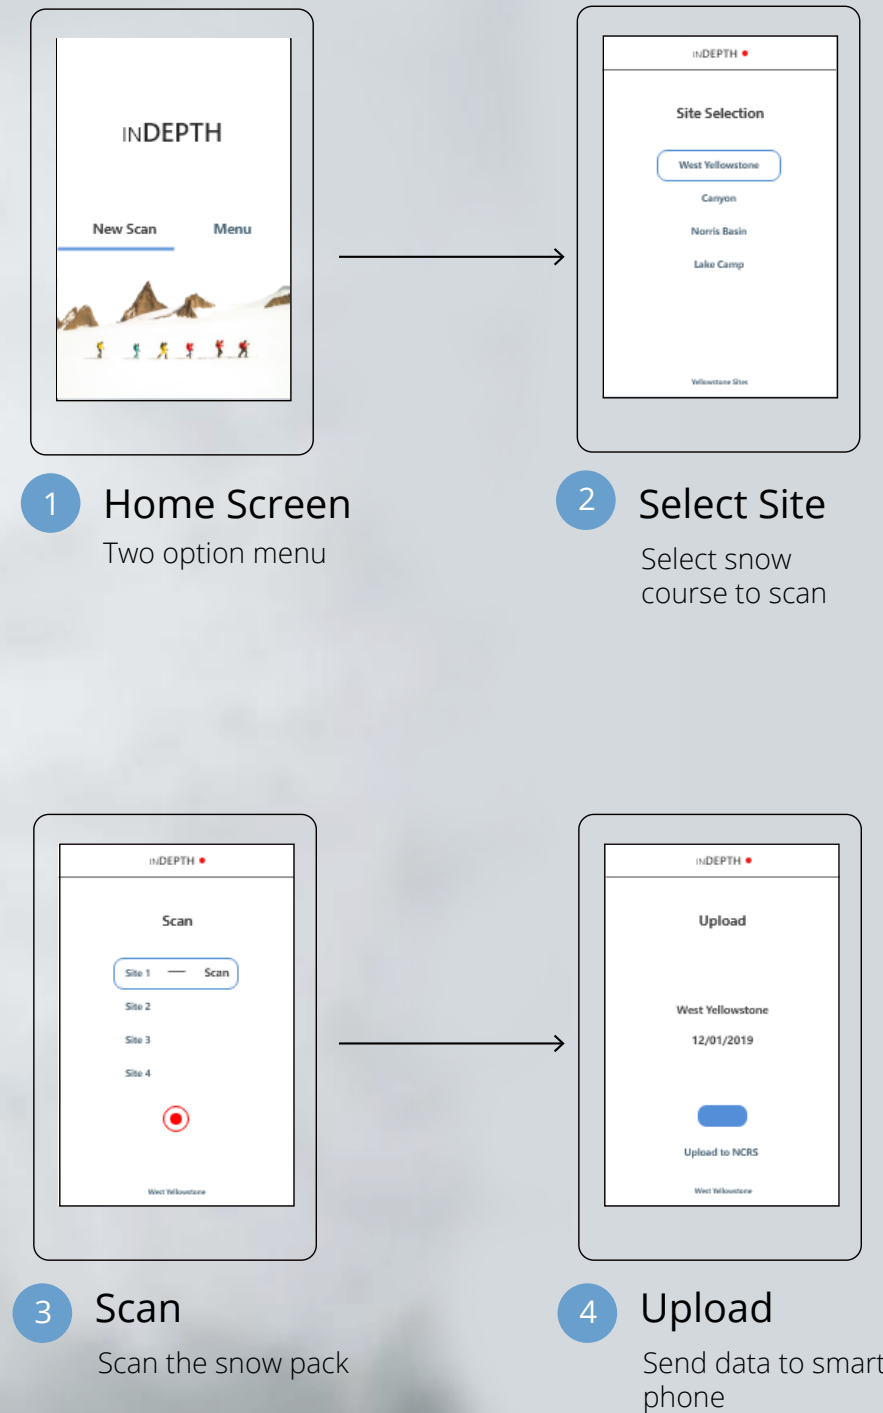 INDEPTH
New Scan Menu
1 Home Screen
Two option menu
INDEPTH
Site Selection
West Yellowstone
Canyon
Norris Basin
Lake Camp
Yellowstone Sites
2 Select Site
Select snow
course to scan
INDEPTH
Scan
Site 1 — Scan
Site 2
Site 3
Site 4
West Yellowstone
3 Scan
Scan the snow pack
INDEPTH
Upload
West Yellowstone
12/01/2019
Upload to NCRS
West Yellowstone
4 Upload
Send data to smart
phone